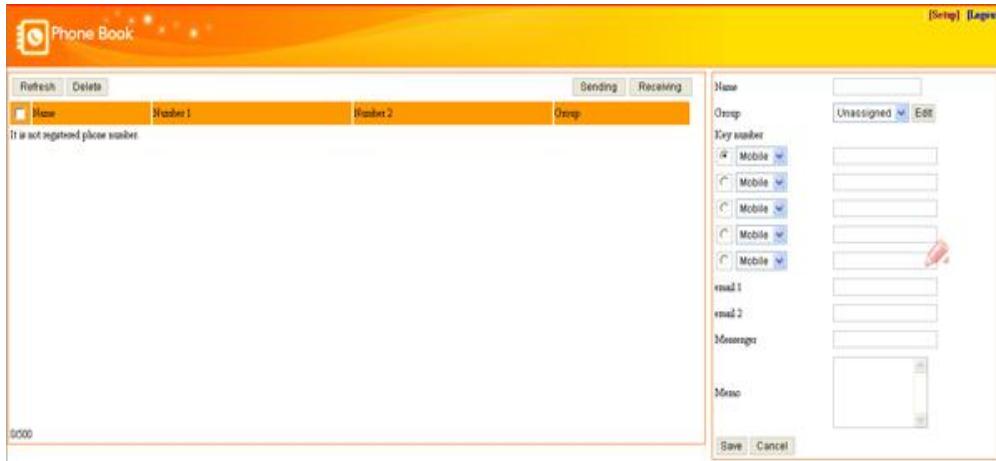 [Setup] [Logou
Phone Book
Refresh Delete Sending Receiving
Name Number 1 Number 2 Group
It is not registered phone number.
0/500
Name
Group Unassigned Edit
Key number
Mobile
Mobile
Mobile
Mobile
Mobile
email 1
email 2
Messenger
Memo
Save Cancel